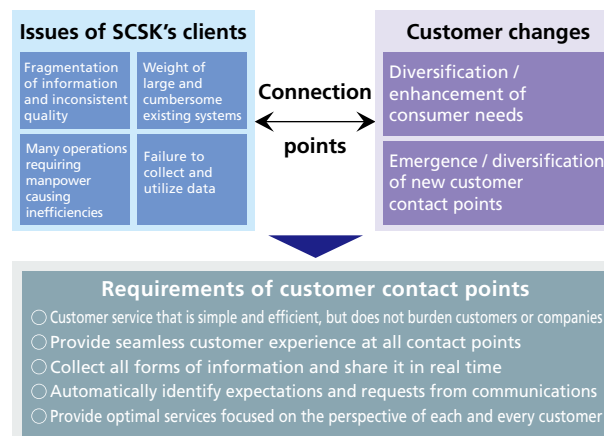 Issues of SCSK's clients
Fragmentation
of information
and inconsistent
quality
Weight of
large and
cumbersome
existing systems
Many operations
requiring
manpower
causing
inefficiencies
Failure to
collect and
utilize data
Connection
points
Customer changes
Diversification /
enhancement of
consumer needs
Emergence / diversification
of new customer
contact points
Requirements of customer contact points
○ Customer service that is simple and efficient, but does not burden customers or companies
○ Provide seamless customer experience at all contact points
○ Collect all forms of information and share it in real time
○ Automatically identify expectations and requests from communications
○ Provide optimal services focused on the perspective of each and every customer